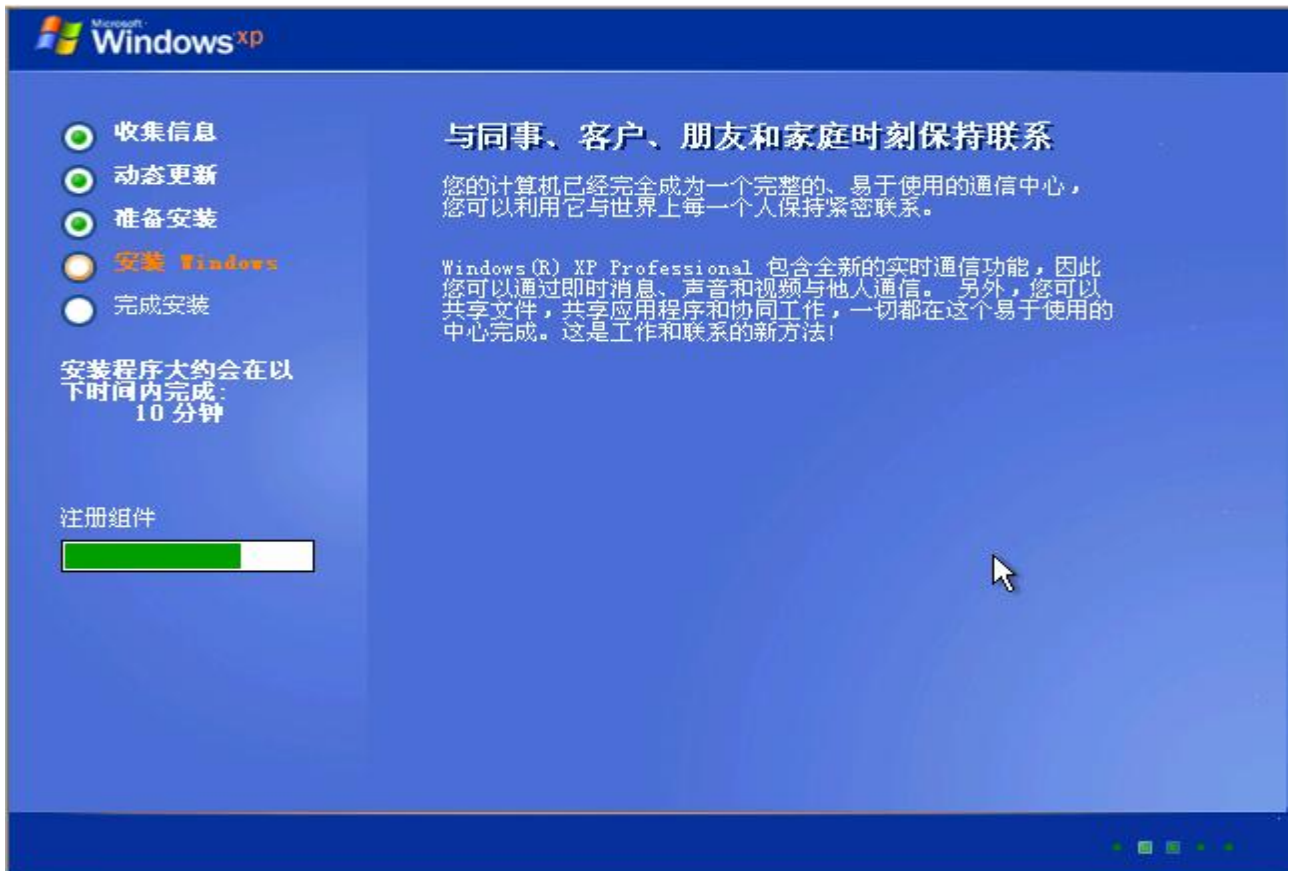 Microsoft
Windows xp
收集信息
动态更新
准备安装
安装 Windows
完成安装
安装程序大约会在以
下时间内完成:
10 分钟
注册组件
与同事、客户、朋友和家庭时刻保持联系
您的计算机已经完全成为一个完整的、易于使用的通信中心，
您可以利用它与世界上每一个人保持紧密联系。
Windows(R) XP Professional 包含全新的实时通信功能，因此
您可以通过即时消息、声音和视频与他人通信。 另外，您可以
共享文件，共享应用程序和协同工作，一切都在这个易于使用的
中心完成。这是工作和联系的新方法!